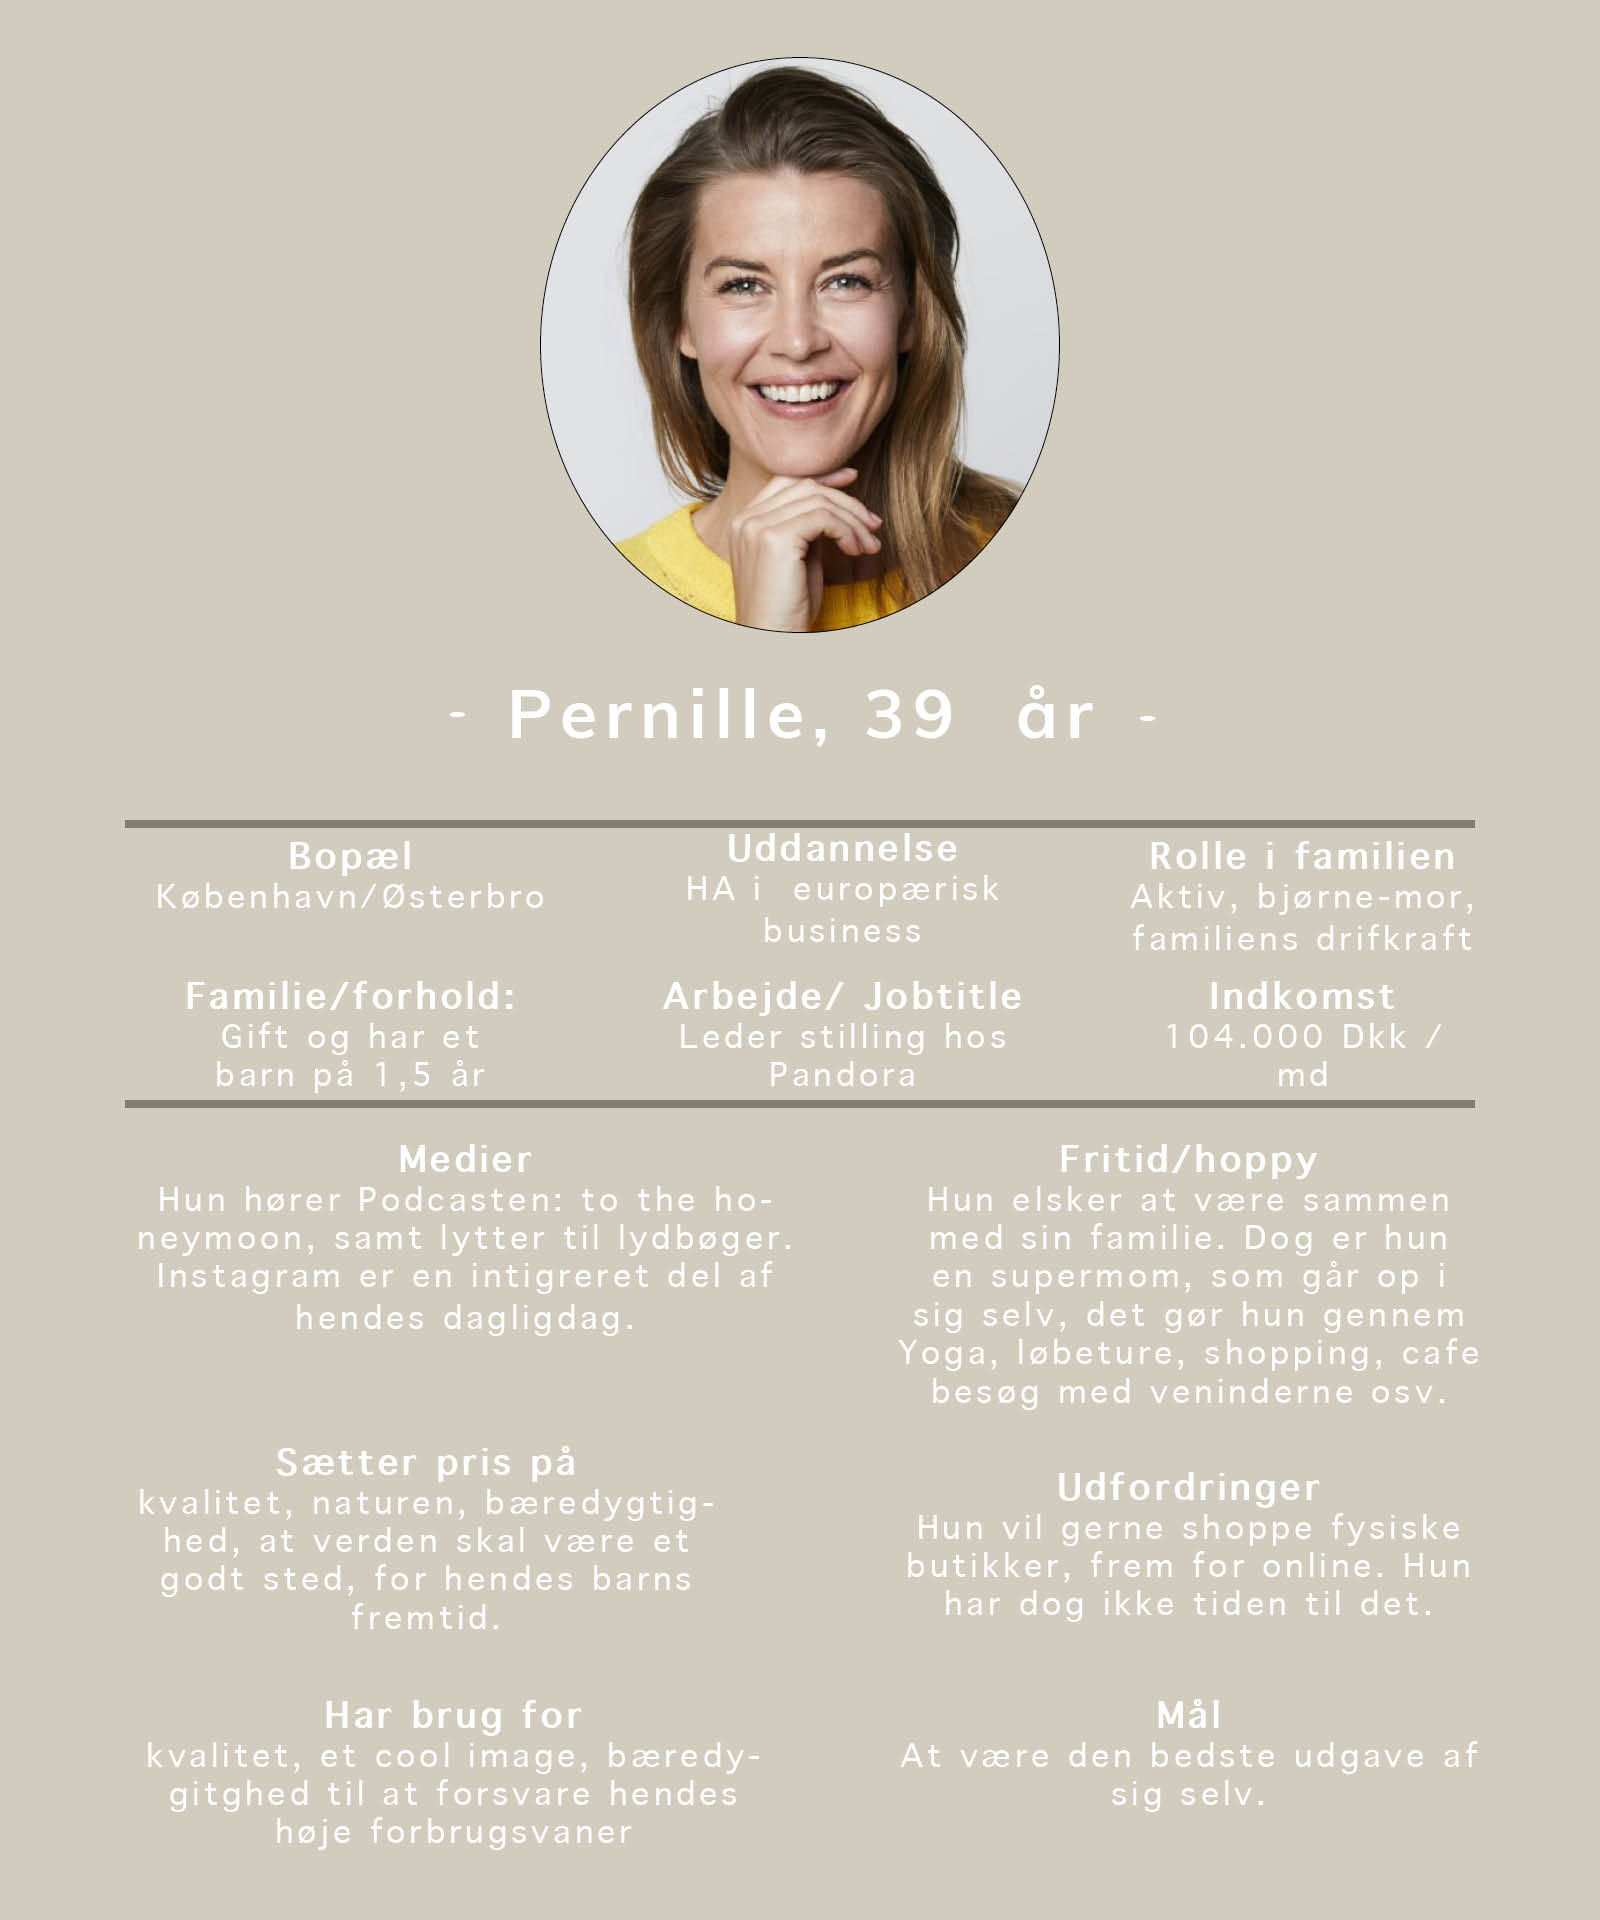 - Pernille, 39 år -
Bopæl
København/Østerbro
Uddannelse
HA i europærisk
business
Rolle i familien
Aktiv, bjørne-mor,
familiens drifkraft
Familie/forhold:
Gift og har et
barn på 1,5 år
Arbejde/ Jobtitle
Leder stilling hos
Pandora
Indkomst
104.000 Dkk /
md
Medier
Hun hører Podcasten: to the ho-
neymoon, samt lytter til lydbøger.
Instagram er en intigreret del af
hendes dagligdag.
Fritid/hoppy
Hun elsker at være sammen
med sin familie. Dog er hun
en supermom, som går op i
sig selv, det gør hun gennem
Yoga, løbeture, shopping, cafe
besøg med veninderne osv.
Sætter pris på
kvalitet, naturen, bæredygtig-
hed, at verden skal være et
godt sted, for hendes barns
fremtid.
Udfordringer
Hun vil gerne shoppe fysiske
butikker, frem for online. Hun
har dog ikke tiden til det.
Har brug for
kvalitet, et cool image, bæredy-
gitghed til at forsvare hendes
høje forbrugsvaner
Mål
At være den bedste udgave af
sig selv.